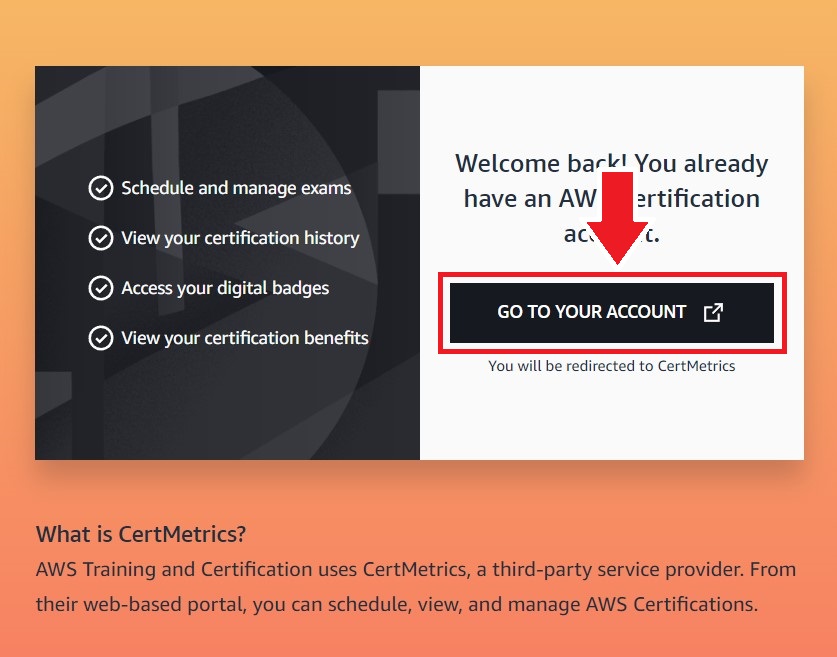 Schedule and manage exams
View your certification history
Access your digital badges
View your certification benefits
Welcome back! You already
have an AW ertification
acc t.
GO TO YOUR ACCOUNT
You will be redirected to CertMetrics
What is CertMetrics?
AWS Training and Certification uses CertMetrics, a third-party service provider. From
their web-based portal, you can schedule, view, and manage AWS Certifications.